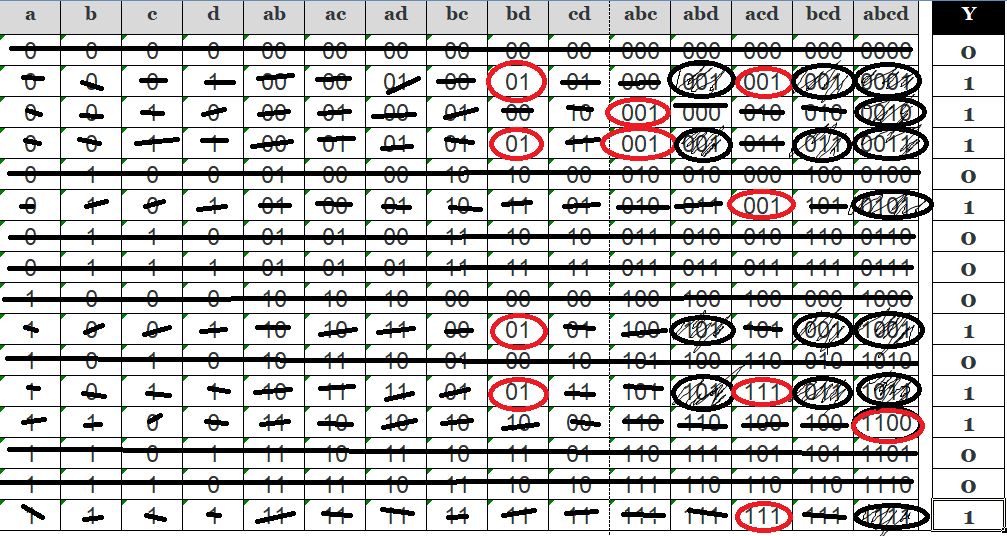 a b c d ab ac ad bc bd cd abc abd acd bcd abcd Y
0 0 0 0 00 00 00 00 00 00 000 000 000 000 0000 0
0 0 0 1 00 00 01 00 01 01 000 001 001 001 0001 1
0 0 1 0 00 01 00 01 00 10 001 000 010 010 0010 1
0 0 1 1 00 01 01 01 01 11 001 001 011 011 0011 1
0 1 0 0 01 00 00 10 10 00 010 010 000 100 0100 0
0 1 0 1 01 00 01 10 11 01 010 011 001 101 0101 1
0 1 1 0 01 01 00 11 10 10 011 010 010 110 0110 0
0 1 1 1 01 01 01 11 11 11 011 011 011 111 0111 0
1 0 0 0 10 10 10 00 00 00 100 100 100 000 1000 0
1 0 0 1 10 10 11 00 01 01 100 101 101 001 1001 1
1 0 1 0 10 11 10 01 00 10 101 100 110 010 1010 0
1 0 1 1 10 11 11 01 01 11 101 101 111 011 1011 1
1 1 0 0 11 10 10 10 10 00 110 110 100 100 1100 1
1 1 0 1 11 10 11 10 11 01 110 111 101 101 1101 0
1 1 1 0 11 11 10 11 10 10 111 110 110 110 1110 0
1 1 1 1 11 11 11 11 11 11 111 111 111 111 1111 1